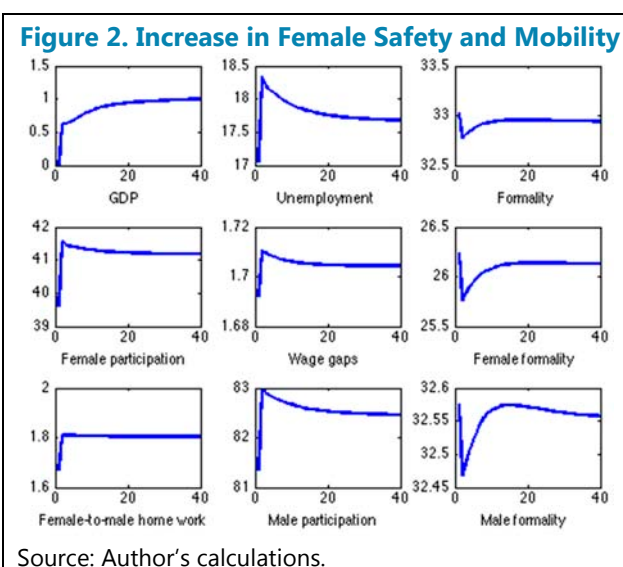 Figure 2. Increase in Female Safety and Mobility
1.5
1
0.5
0
0 20 40
GDP
18.5
18
17.5
17
0 20 40
Unemployment
33.5
33
32.5
0 20 40
Formality
42
41
40
39
0 20 40
Female participation
1.72
1.7
1.68
0 20 40
Wage gaps
26.5
26
25.5
0 20 40
Female formality
2
1.8
1.6
0 20 40
Female-to-male home work
83
82
81
0 20 40
Male participation
32.6
32.55
32.5
32.45
0 20 40
Male formality
Source: Author's calculations.